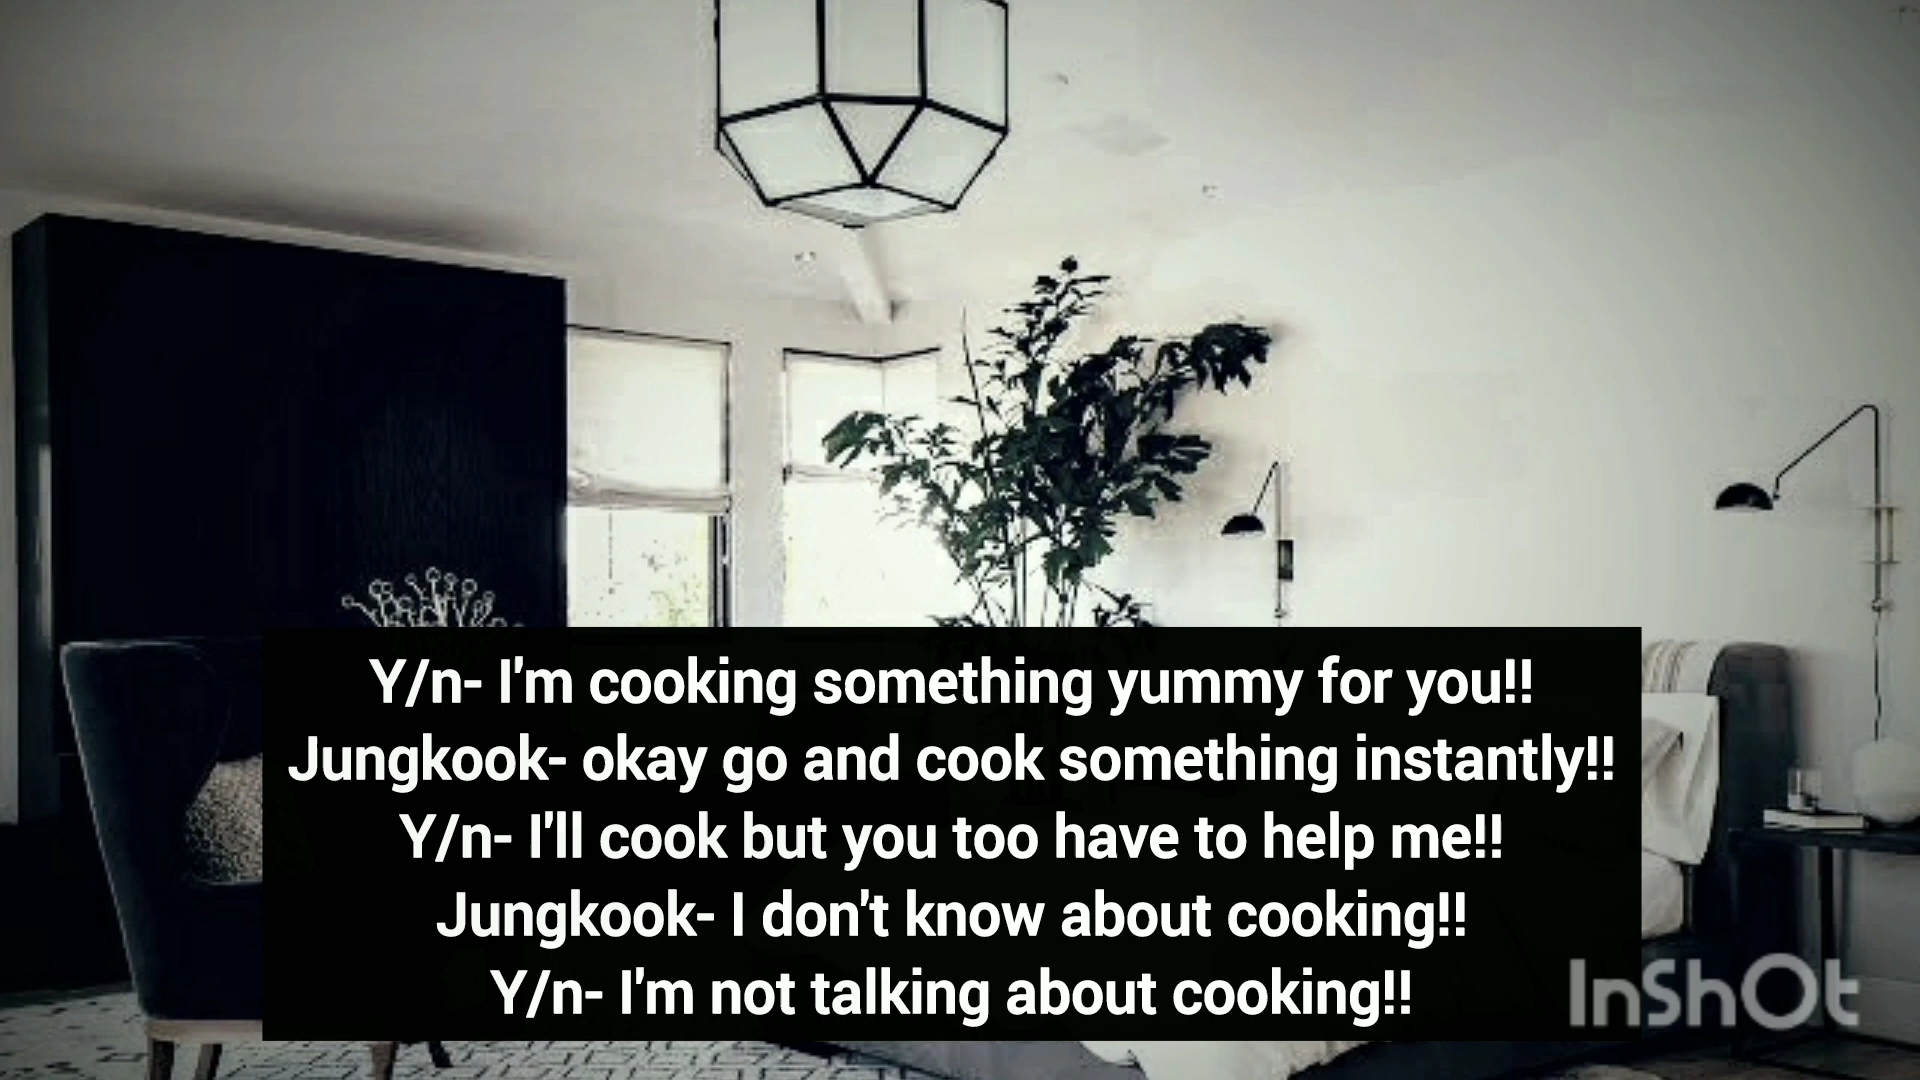 Y/n- I'm cooking something yummy for you!!
Jungkook- okay go and cook something instantly!!
Y/n- I'll cook but you too have to help me!!
Jungkook- I don't know about cooking!!
Y/n- I'm not talking about cooking!!
InShOt